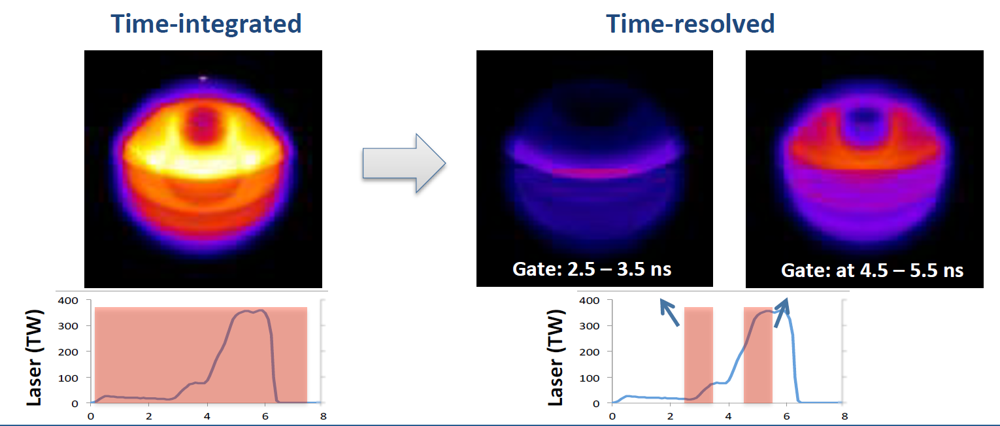 Time-integrated
Time-resolved
Gate: 2.5 – 3.5 ns
Gate: at 4.5 – 5.5 ns
Laser (TW)
400
300
200
100
0
0 2 4 6 8
Laser (TW)
400
300
200
100
0
0 2 4 6 8